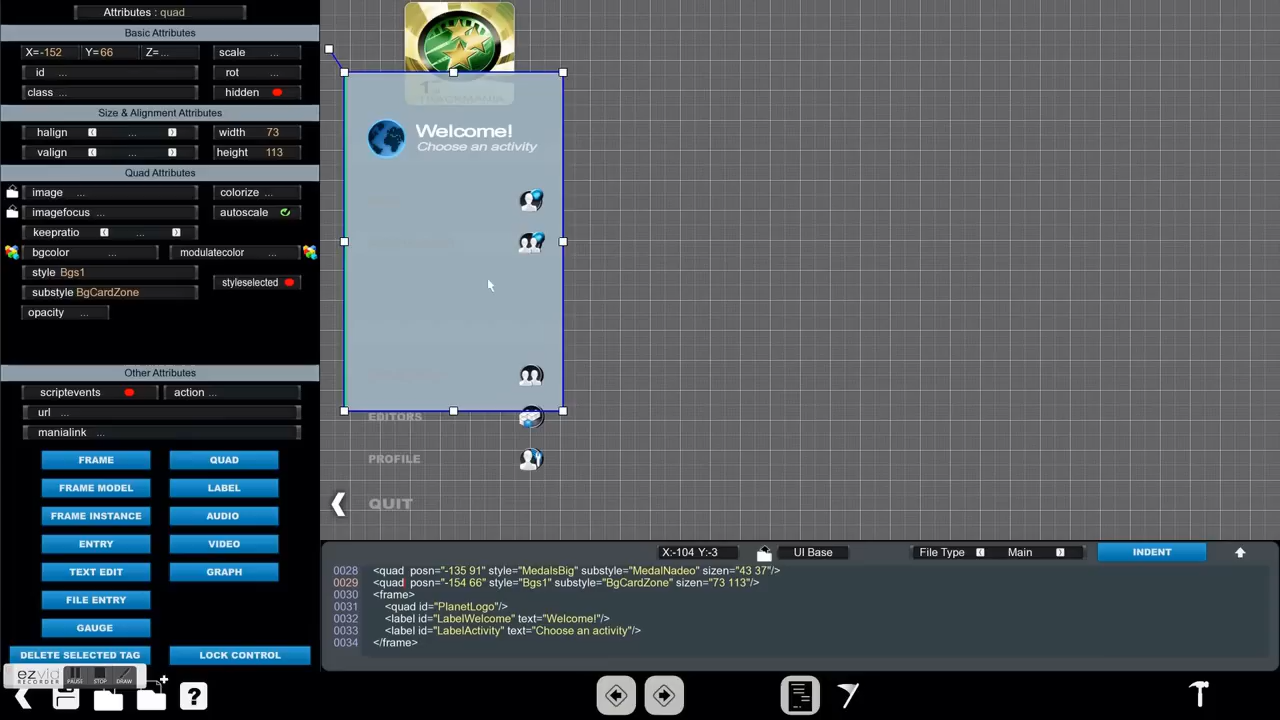 Attributes : quad
Basic Attributes
X=-152 Y=66 Z=... scale ...
id ... rot ...
class ... hidden
Size & Alignment Attributes
halign ... width 73
valign ... height 113
Quad Attributes
image ... colorize ...
imagefocus ... autoscale
keepratio ...
bgcolor ... modulatecolor ...
style Bgs1
styleselected
substyle BgCardZone
opacity ...
Other Attributes
scriptevents action ...
url ...
manialink ...
FRAME QUAD
FRAME MODEL LABEL
FRAME INSTANCE AUDIO
ENTRY VIDEO
TEXT EDIT GRAPH
FILE ENTRY
GAUGE
DELETE SELECTED TAG LOCK CONTROL
ezvid
RECORDER PAUSE STOP DRAW
?
TRACKMANIA
Welcome!
Choose an activity
EDITORS
PROFILE
QUIT
X:-104 Y:-3 UI Base File Type Main INDENT
0028 <quad posn="-135 91" style="MedalsBig" substyle="MedalNadeo" sizen="43 37"/>
0029 <quad posn="-154 66" style="Bgs1" substyle="BgCardZone" sizen="73 113"/>
0030 <frame>
0031 <quad id="PlanetLogo"/>
0032 <label id="LabelWelcome" text="Welcome!"/>
0033 <label id="LabelActivity" text="Choose an activity"/>
0034 </frame>